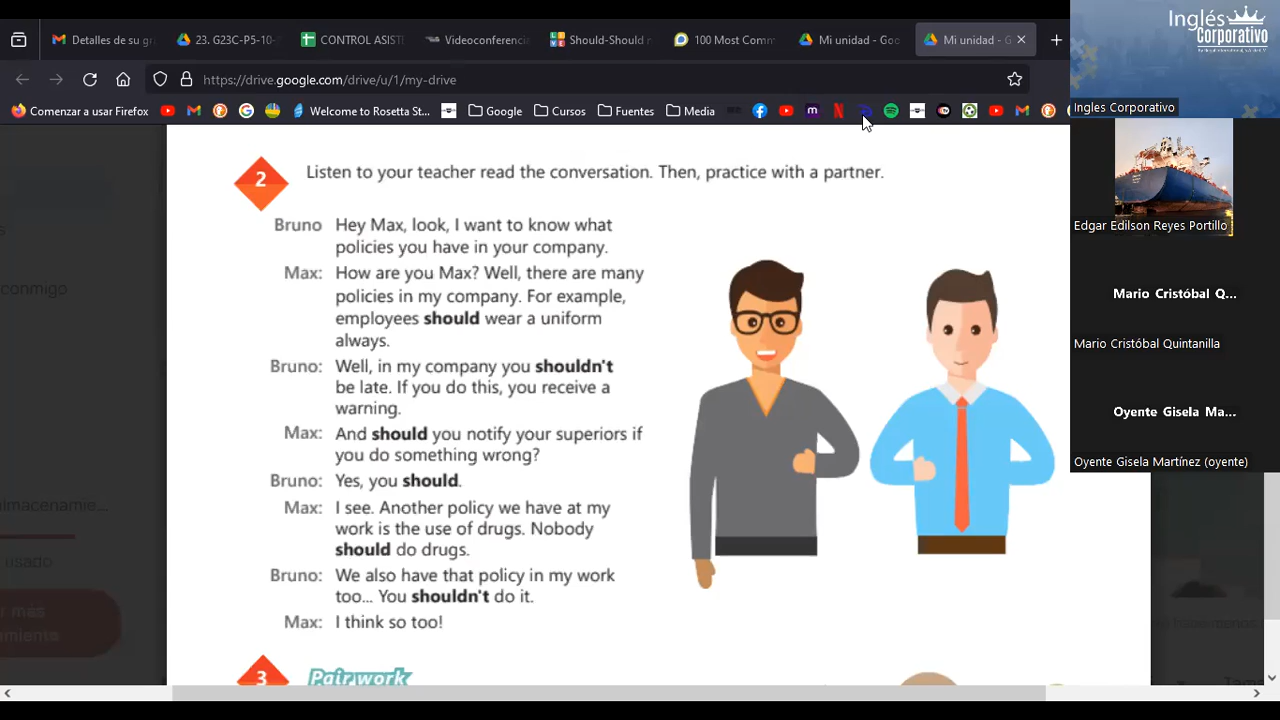 Detalles de su gra
23. G23C-P5-10-
CONTROL ASISTE
Videoconferenc
Should-Should n
100 Most Comm
Mi unidad - Goo
Mi unidad - G
https://drive.google.com/drive/u/1/my-drive
Comenzar a usar Firefox
Welcome to Rosetta St...
Google
Cursos
Fuentes
Media
Inglés
Corporativo
Ingles Corporativo
Edgar Edilson Reyes Portillo
Mario Cristóbal Q...
Mario Cristóbal Quintanilla
Oyente Gisela Ma...
Oyente Gisela Martínez (oyente)
conmigo
lmacenamie...
2
Listen to your teacher read the conversation. Then, practice with a partner.
Bruno Hey Max, look, I want to know what
policies you have in your company.
Max: How are you Max? Well, there are many
policies in my company. For example,
employees should wear a uniform
always.
Bruno: Well, in my company you shouldn't
be late. If you do this, you receive a
warning.
Max: And should you notify your superiors if
you do something wrong?
Bruno: Yes, you should.
Max: I see. Another policy we have at my
work is the use of drugs. Nobody
should do drugs.
Bruno: We also have that policy in my work
too... You shouldn't do it.
Max: I think so too!
3
Pair work